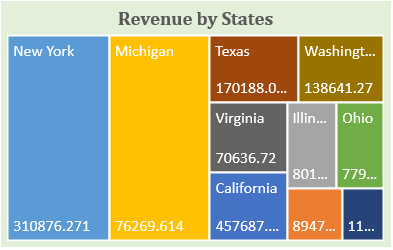 Revenue by States
New York
310876.271
Michigan
76269.614
Texas
170188.0...
Washingt...
138641.27
Virginia
70636.72
Illin...
801...
Ohio
779...
California
457687....
8947...
11...